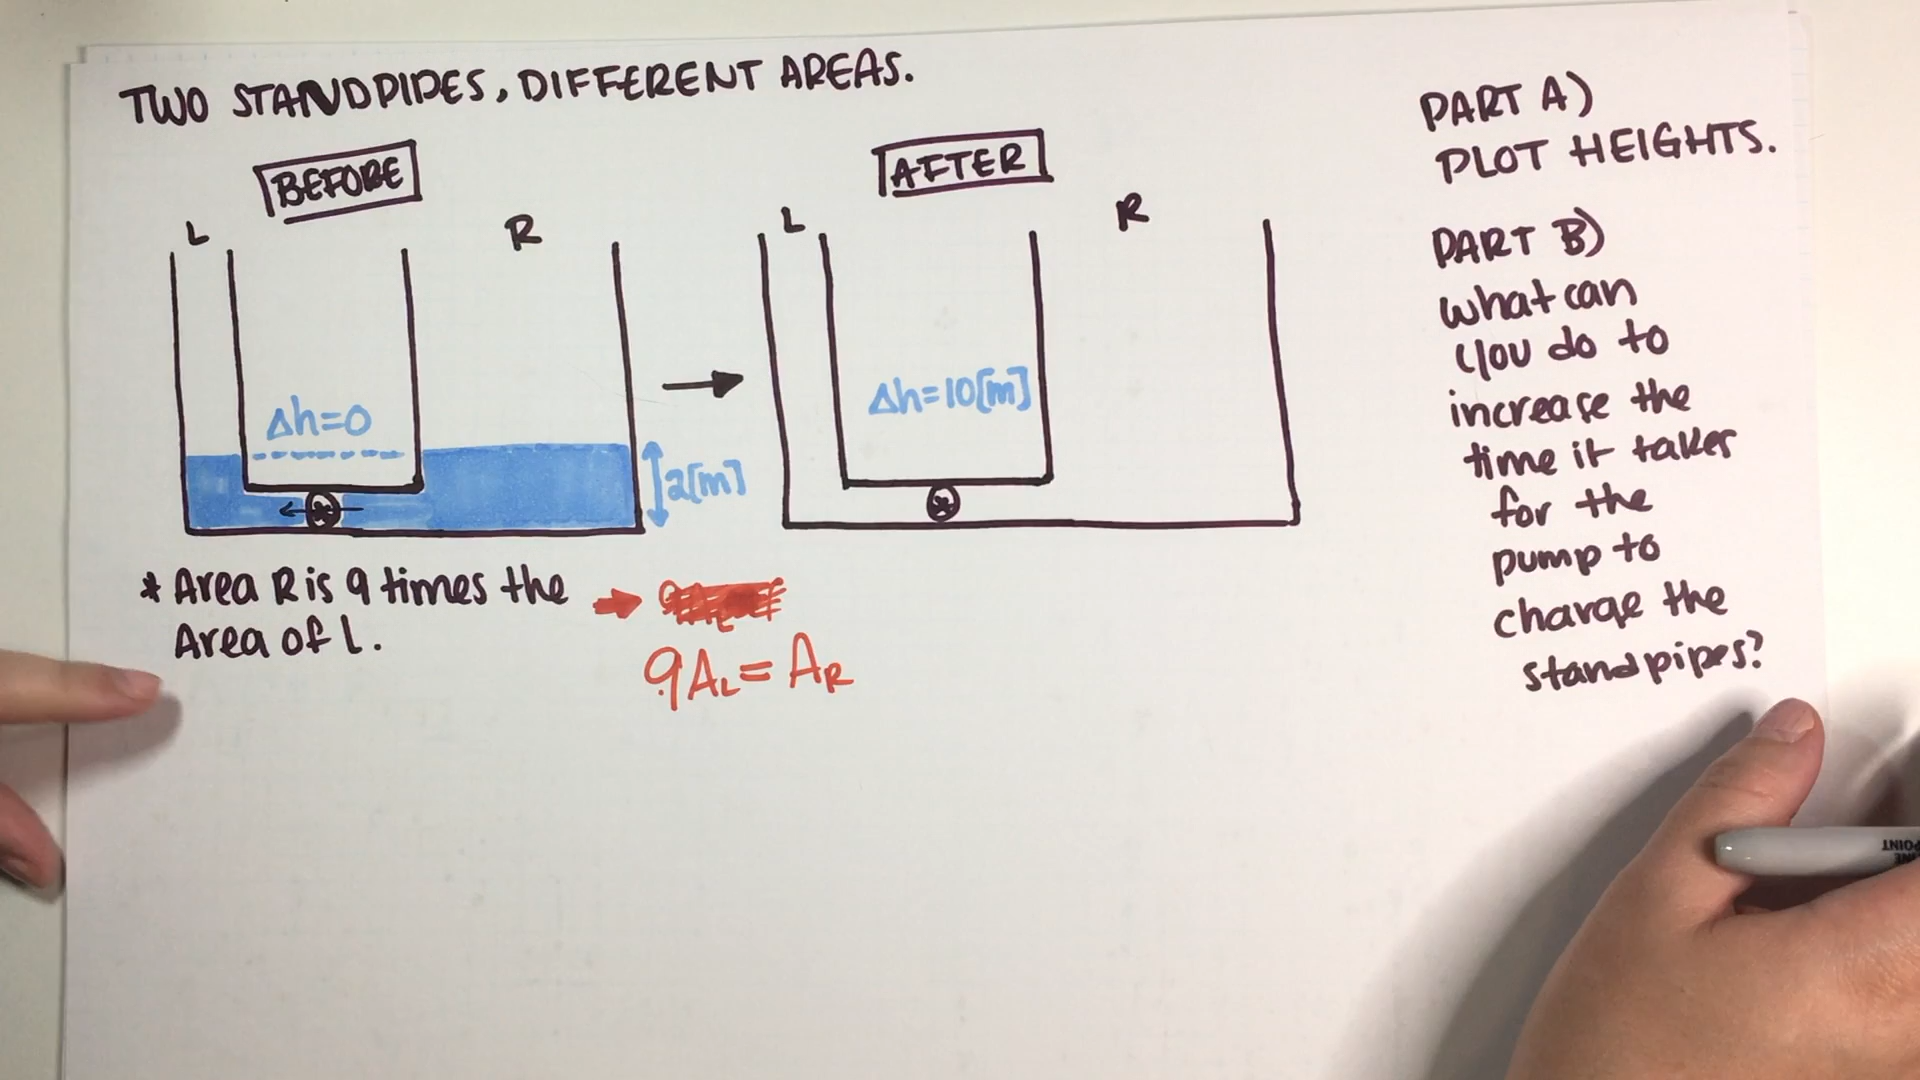 TWO STANDPIPES, DIFFERENT AREAS.
BEFORE
L
R
Δh=0
2[m]
AFTER
L
R
Δh=10[m]
* Area R is 9 times the
Area of L.
9AL = AR
PART A)
PLOT HEIGHTS.
PART B)
what can
you do to
increase the
time it takes
for the
pump to
charge the
standpipes?